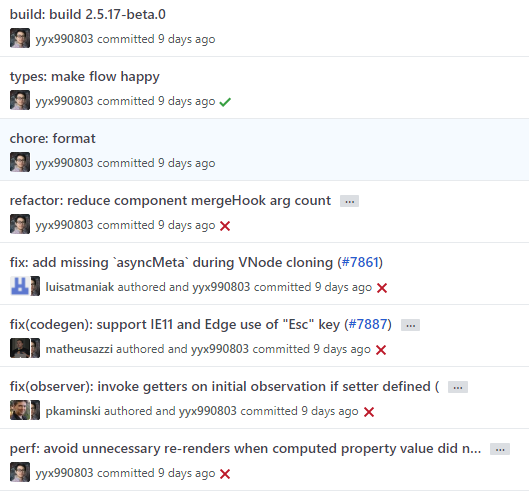 build: build 2.5.17-beta.0
yyx990803 committed 9 days ago
types: make flow happy
yyx990803 committed 9 days ago
chore: format
yyx990803 committed 9 days ago
refactor: reduce component mergeHook arg count ...
yyx990803 committed 9 days ago
fix: add missing `asyncMeta` during VNode cloning (#7861)
luisatmaniak authored and yyx990803 committed 9 days ago
fix(codegen): support IE11 and Edge use of "Esc" key (#7887) ...
matheusazzi authored and yyx990803 committed 9 days ago
fix(observer): invoke getters on initial observation if setter defined ( ...
pkaminski authored and yyx990803 committed 9 days ago
perf: avoid unnecessary re-renders when computed property value did n... ...
yyx990803 committed 9 days ago